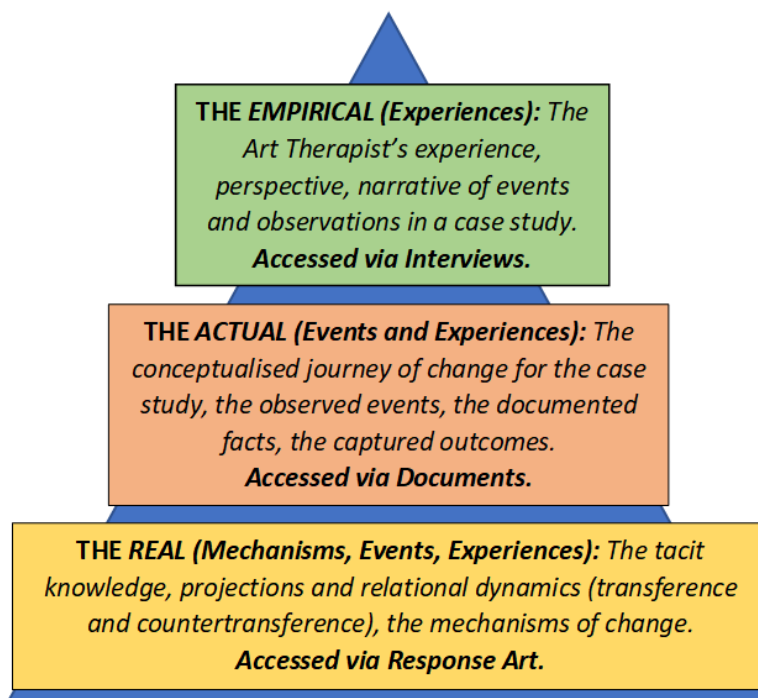 THE EMPIRICAL (Experiences): The
Art Therapist’s experience,
perspective, narrative of events
and observations in a case study.
Accessed via Interviews.
THE ACTUAL (Events and Experiences): The
conceptualised journey of change for the case
study, the observed events, the documented
facts, the captured outcomes.
Accessed via Documents.
THE REAL (Mechanisms, Events, Experiences): The tacit
knowledge, projections and relational dynamics (transference
and countertransference), the mechanisms of change.
Accessed via Response Art.